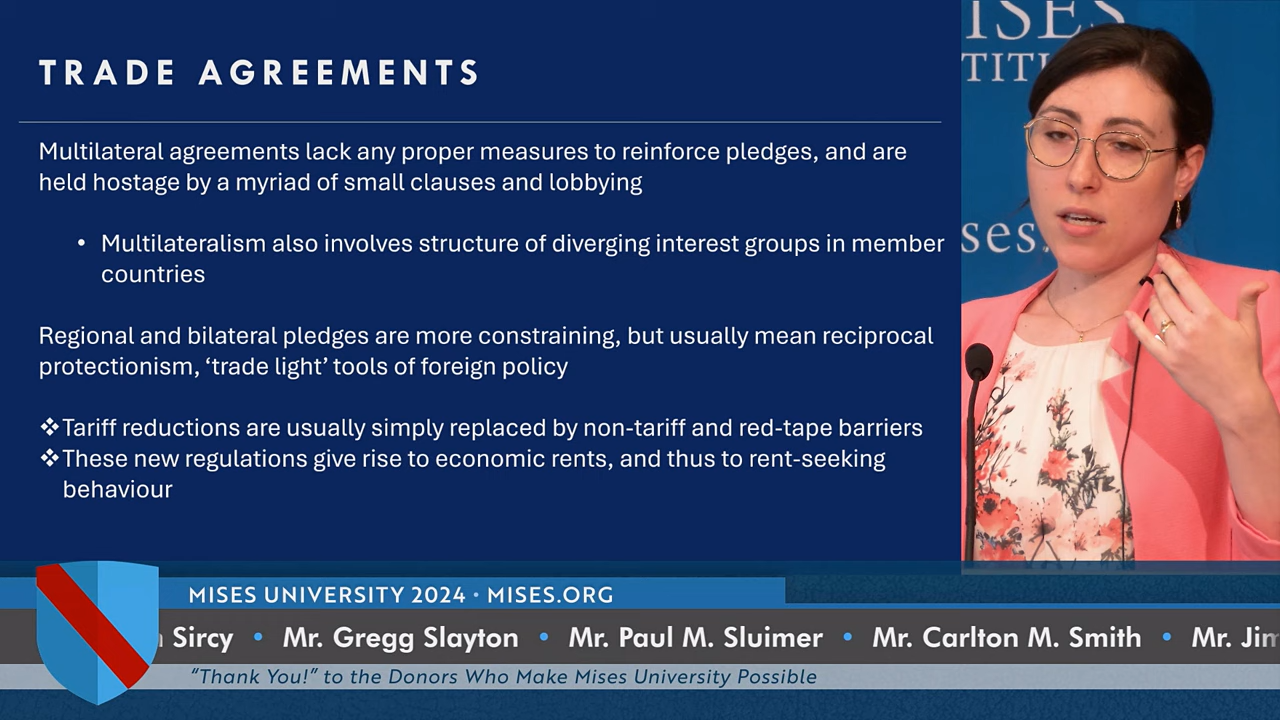 TRADE AGREEMENTS
Multilateral agreements lack any proper measures to reinforce pledges, and are
held hostage by a myriad of small clauses and lobbying
• Multilateralism also involves structure of diverging interest groups in member
countries
Regional and bilateral pledges are more constraining, but usually mean reciprocal
protectionism, ‘trade light’ tools of foreign policy
❖Tariff reductions are usually simply replaced by non-tariff and red-tape barriers
❖These new regulations give rise to economic rents, and thus to rent-seeking
behaviour
MISES UNIVERSITY 2024 • MISES.ORG
Sircy • Mr. Gregg Slayton • Mr. Paul M. Sluimer • Mr. Carlton M. Smith • Mr. Jim
“Thank You!” to the Donors Who Make Mises University Possible